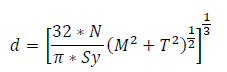 d = [32 * N / π * Sy (M² + T²)^(1/2)]^(1/3)